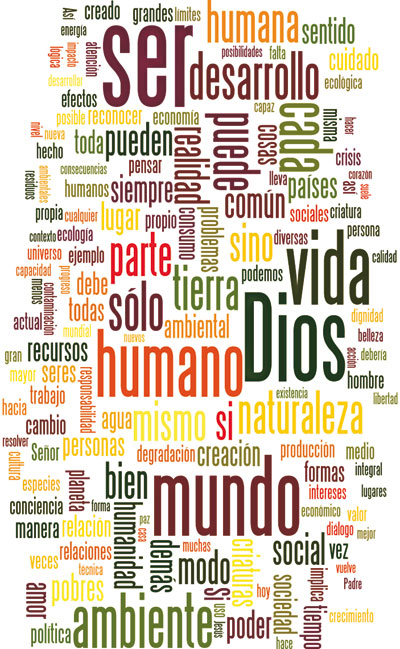 Así creado grandes límites humana sentido
energía impacto lógica atención ser posibilidades falta cuidado
desarrollar desarrollo ecológica
efectos capaz misma hacer
posible reconocer economía puede cada
nivel nueva toda pueden realidad cosas crisis
hecho consecuencias pensar lleva países corazón
residuos ambientales humanos siempre común así suele
propia cualquier lugar propio consumo problemas sociales criatura
contexto ecología sino diversas persona
universo ejemplo parte podemos vida calidad
capacidad progreso debe tierra
menos contaminación todas sólo Dios dignidad
actual mundial nuevos ambiental belleza
gran recursos humano acción debería
mayor seres responsabilidad existencia hombre
hacia trabajo agua mismo si naturaleza libertad
cambio
resolver Señor personas degradación creación producción medio
cultura especies planeta bien mundo formas integral
conciencia forma intereses lugares
manera relación humanidad paz casa económico valor
relaciones demás muchas criaturas social vez diálogo mejor
veces técnica modo hoy sociedad implica vuelve
amor pobres Si Padre
política ambiente uso Jesús poder hace tiempo crecimiento